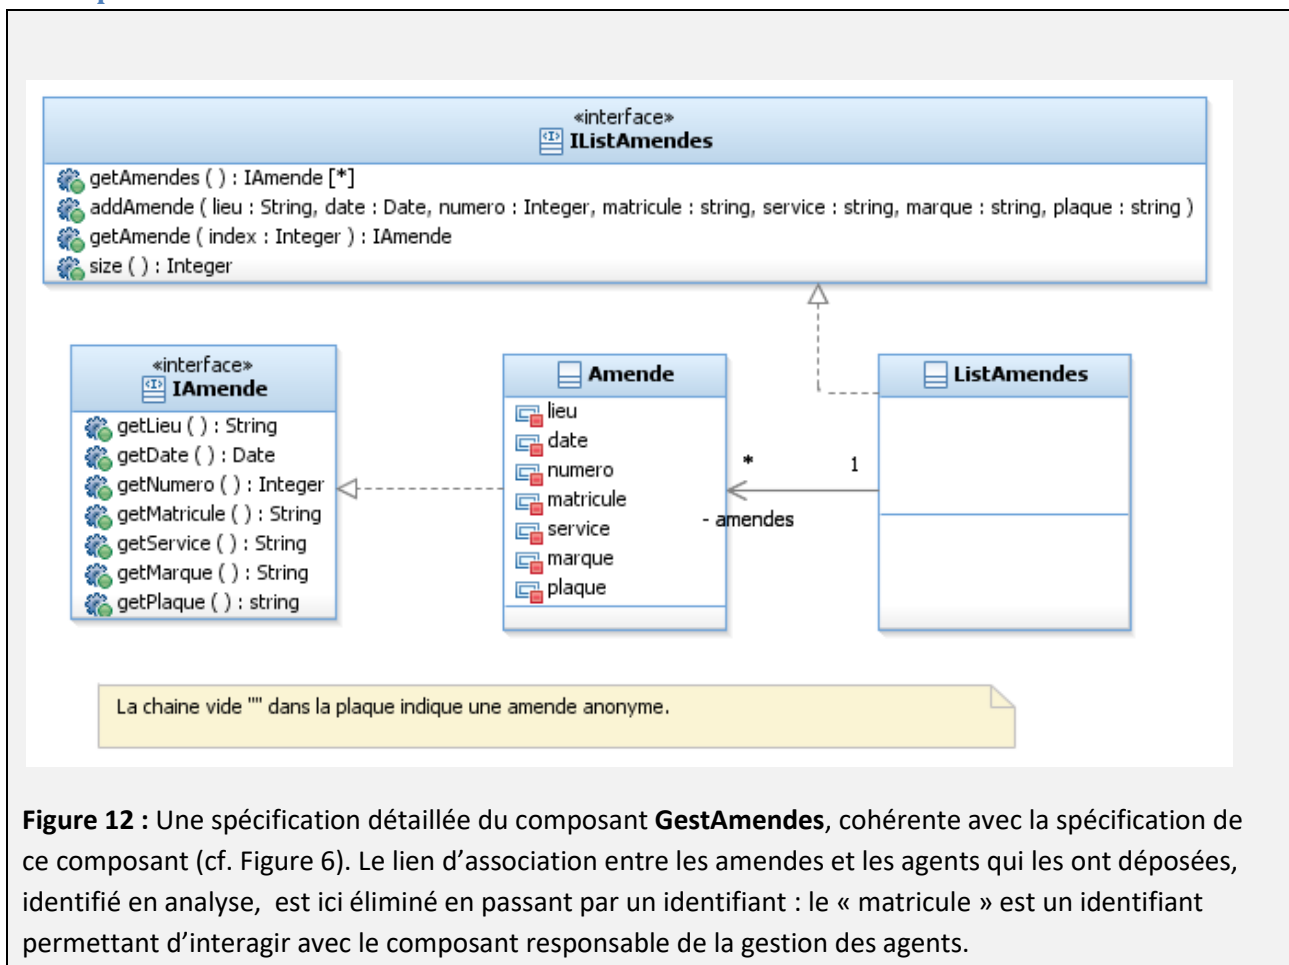 «interface»
IListAmendes
getAmendes ( ) : IAmende [*]
addAmende ( lieu : String, date : Date, numero : Integer, matricule : string, service : string, marque : string, plaque : string )
getAmende ( index : Integer ) : IAmende
size ( ) : Integer
«interface»
IAmende
getLieu ( ) : String
getDate ( ) : Date
getNumero ( ) : Integer
getMatricule ( ) : String
getService ( ) : String
getMarque ( ) : String
getPlaque ( ) : string
Amende
lieu
date
numero
matricule
service
marque
plaque
* 1
- amendes
ListAmendes
La chaine vide "" dans la plaque indique une amende anonyme.
Figure 12 : Une spécification détaillée du composant GestAmendes, cohérente avec la spécification de
ce composant (cf. Figure 6). Le lien d’association entre les amendes et les agents qui les ont déposées,
identifié en analyse, est ici éliminé en passant par un identifiant : le « matricule » est un identifiant
permettant d’interagir avec le composant responsable de la gestion des agents.